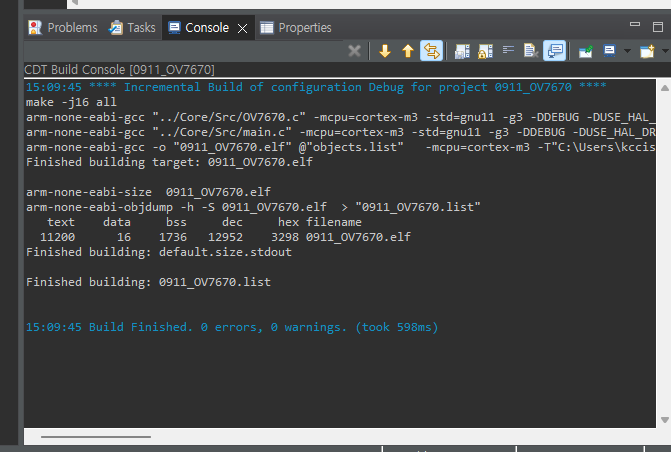 Problems Tasks Console Properties
CDT Build Console [0911_OV7670]
15:09:45 **** Incremental Build of configuration Debug for project 0911_OV7670 ****
make -j16 all
arm-none-eabi-gcc "../Core/Src/OV7670.c" -mcpu=cortex-m3 -std=gnu11 -g3 -DDEBUG -DUSE_HAL_
arm-none-eabi-gcc "../Core/Src/main.c" -mcpu=cortex-m3 -std=gnu11 -g3 -DDEBUG -DUSE_HAL_DR
arm-none-eabi-gcc -o "0911_OV7670.elf" @"objects.list" -mcpu=cortex-m3 -T"C:\Users\kccis
Finished building target: 0911_OV7670.elf
arm-none-eabi-size 0911_OV7670.elf
arm-none-eabi-objdump -h -S 0911_OV7670.elf > "0911_OV7670.list"
text data bss dec hex filename
11200 16 1736 12952 3298 0911_OV7670.elf
Finished building: default.size.stdout
Finished building: 0911_OV7670.list
15:09:45 Build Finished. 0 errors, 0 warnings. (took 598ms)